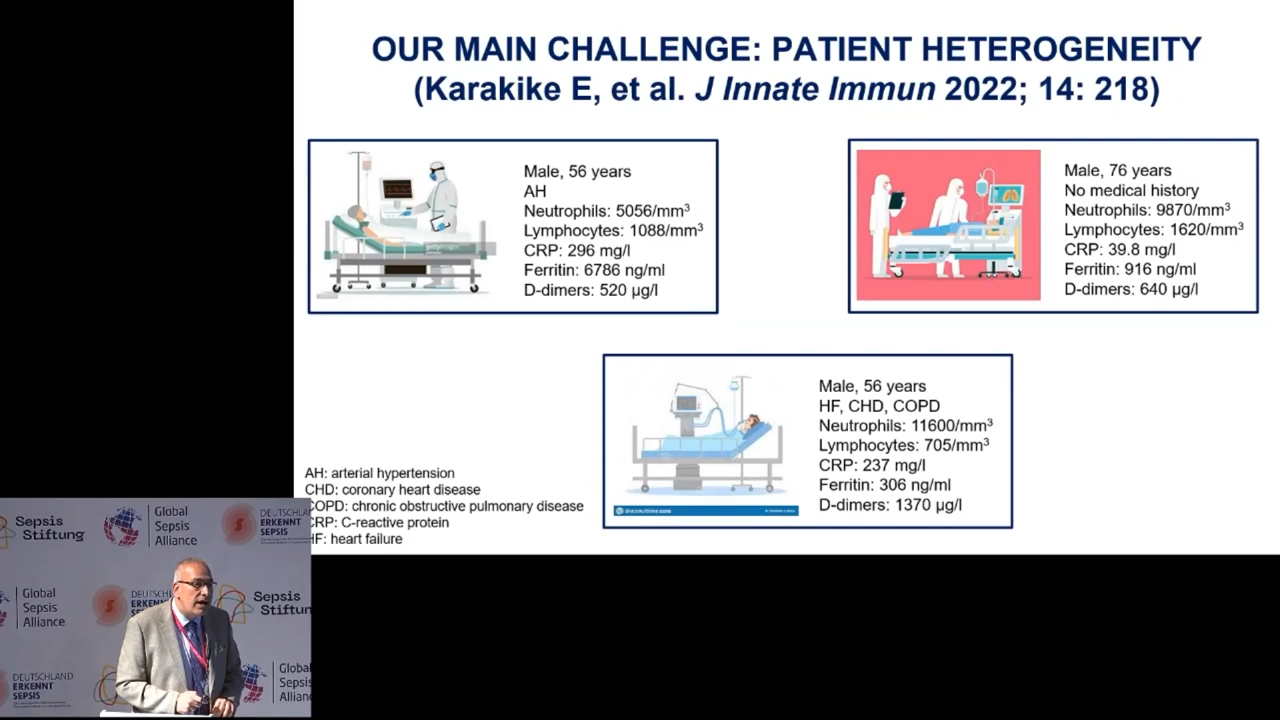 OUR MAIN CHALLENGE: PATIENT HETEROGENEITY
(Karakike E, et al. J Innate Immun 2022; 14: 218)
Male, 56 years
AH
Neutrophils: 5056/mm³
Lymphocytes: 1088/mm³
CRP: 296 mg/l
Ferritin: 6786 ng/ml
D-dimers: 520 µg/l
Male, 76 years
No medical history
Neutrophils: 9870/mm³
Lymphocytes: 1620/mm³
CRP: 39.8 mg/l
Ferritin: 916 ng/ml
D-dimers: 640 µg/l
Male, 56 years
HF, CHD, COPD
Neutrophils: 11600/mm³
Lymphocytes: 705/mm³
CRP: 237 mg/l
Ferritin: 306 ng/ml
D-dimers: 1370 µg/l
AH: arterial hypertension
CHD: coronary heart disease
COPD: chronic obstructive pulmonary disease
CRP: C-reactive protein
HF: heart failure
Sepsis
Stiftung
Global
Sepsis
Alliance
DEUTSCHLAND
ERKENNT
SEPSIS
Global
Sepsis
Alliance
DEUTSCH
ERKEN
SEP
Sepsis
Stiftun
DEUTSCHLAND
ERKENNT
SEPSIS
Global
Sepsis
Allian